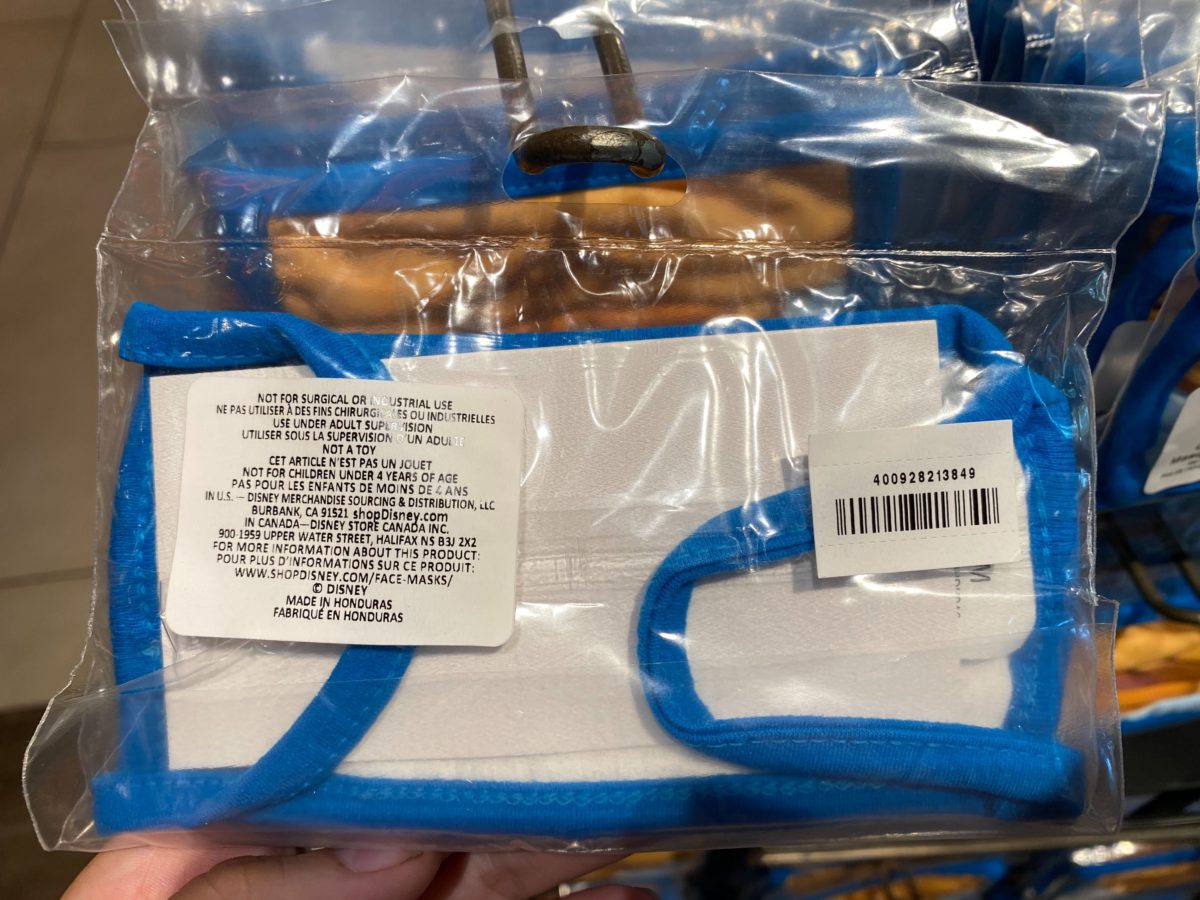 NOT FOR SURGICAL OR INDUSTRIAL USE
NE PAS UTILISER À DES FINS CHIRURGICALES OU INDUSTRIELLES
USE UNDER ADULT SUPERVISION
UTILISER SOUS LA SUPERVISION D'UN ADULTE
NOT A TOY
CET ARTICLE N'EST PAS UN JOUET
NOT FOR CHILDREN UNDER 4 YEARS OF AGE
PAS POUR LES ENFANTS DE MOINS DE 4 ANS
IN U.S. — DISNEY MERCHANDISE SOURCING & DISTRIBUTION, LLC
BURBANK, CA 91521 shopDisney.com
IN CANADA—DISNEY STORE CANADA INC.
900-1959 UPPER WATER STREET, HALIFAX NS B3J 2X2
FOR MORE INFORMATION ABOUT THIS PRODUCT:
POUR PLUS D'INFORMATIONS SUR CE PRODUIT:
WWW.SHOPDISNEY.COM/FACE-MASKS/
© DISNEY
MADE IN HONDURAS
FABRIQUÉ EN HONDURAS
400928213849
M